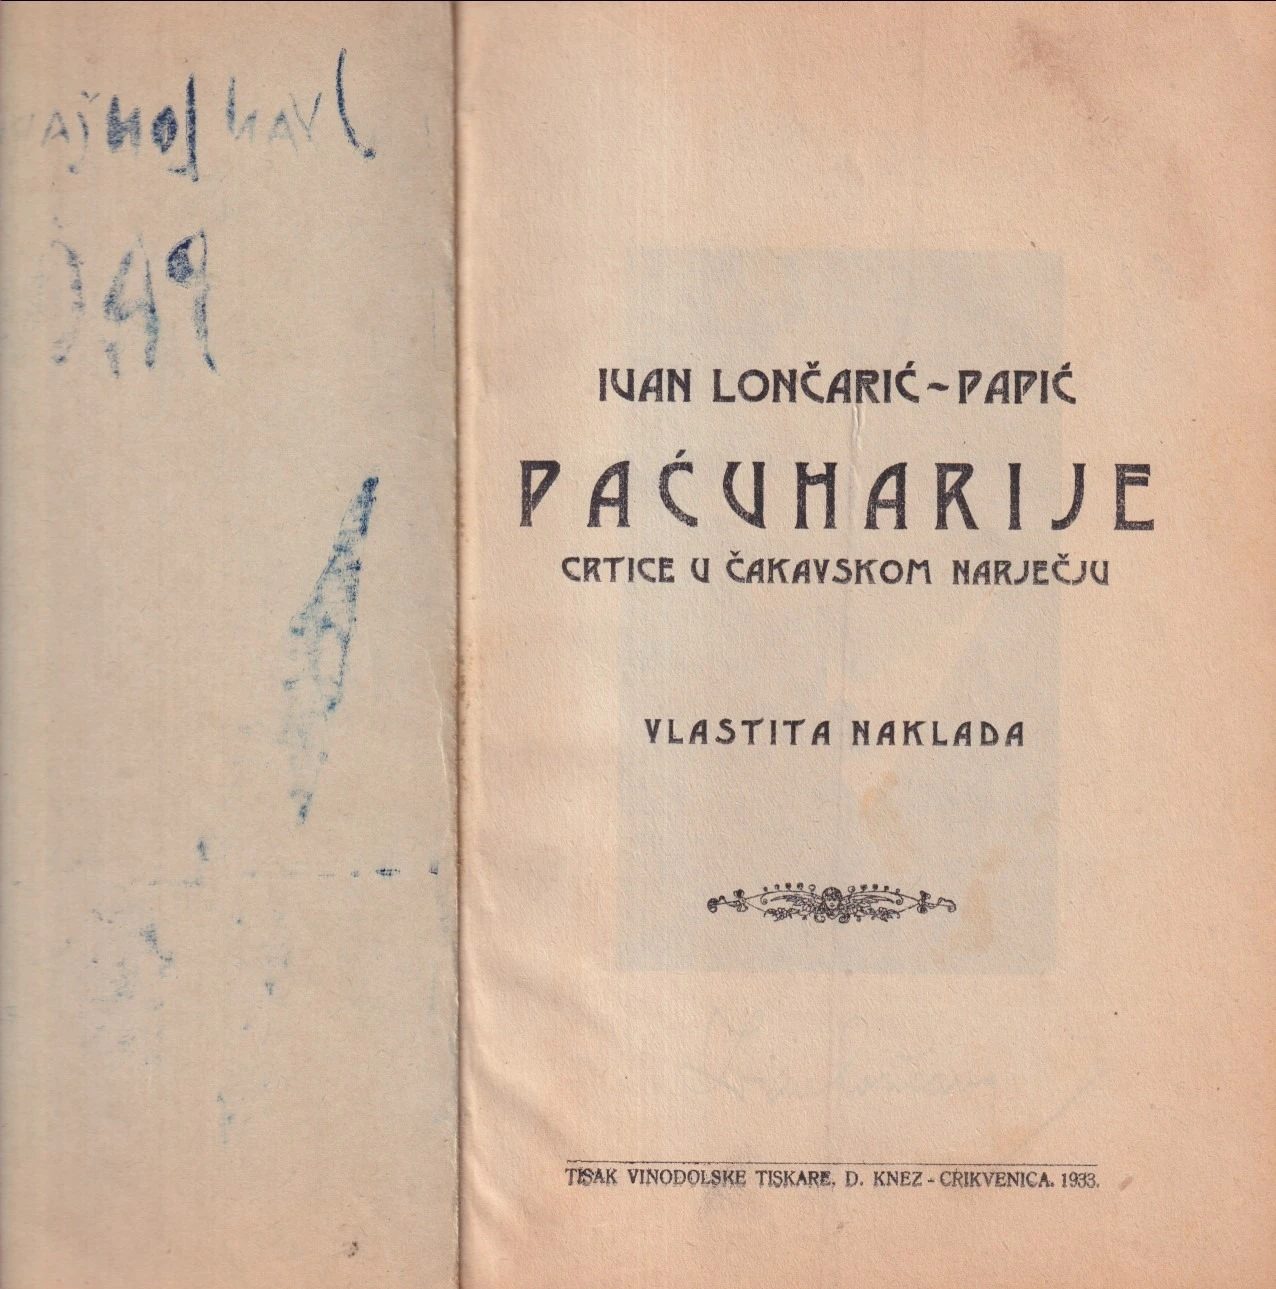 IVAN LONČARIĆ~PAPIĆ
PAĆUHARIJE
CRTICE U ČAKAVSKOM NARJEČJU
VLASTITA NAKLADA
TISAK VINODOLSKE TISKARE, D. KNEZ - CRIKVENICA. 1933.